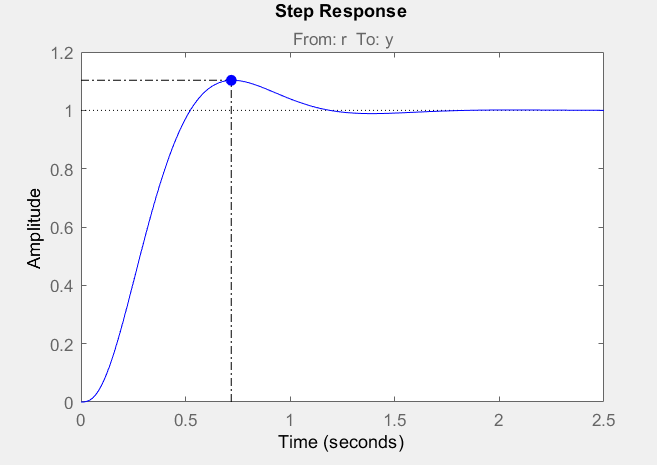 Step Response
From: r  To: y
1.2
1
0.8
0.6
0.4
0.2
0
Amplitude
0 0.5 1 1.5 2 2.5
Time (seconds)